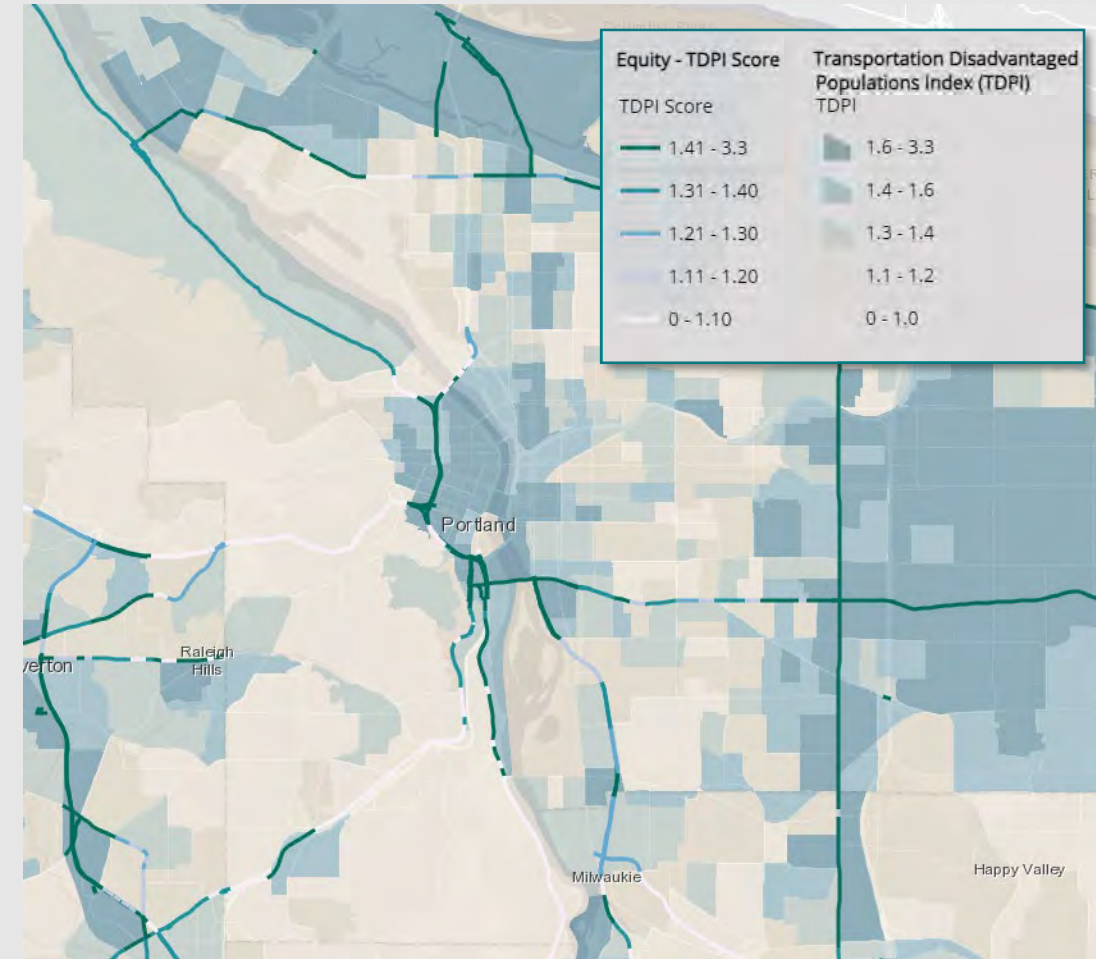 Equity - TDPI Score
TDPI Score
1.41 - 3.3
1.31 - 1.40
1.21 - 1.30
1.11 - 1.20
0 - 1.10
Transportation Disadvantaged
Populations Index (TDPI)
TDPI
1.6 - 3.3
1.4 - 1.6
1.3 - 1.4
1.1 - 1.2
0 - 1.0
Portland
Raleigh
Hills
verton
Milwaukie
Happy Valley